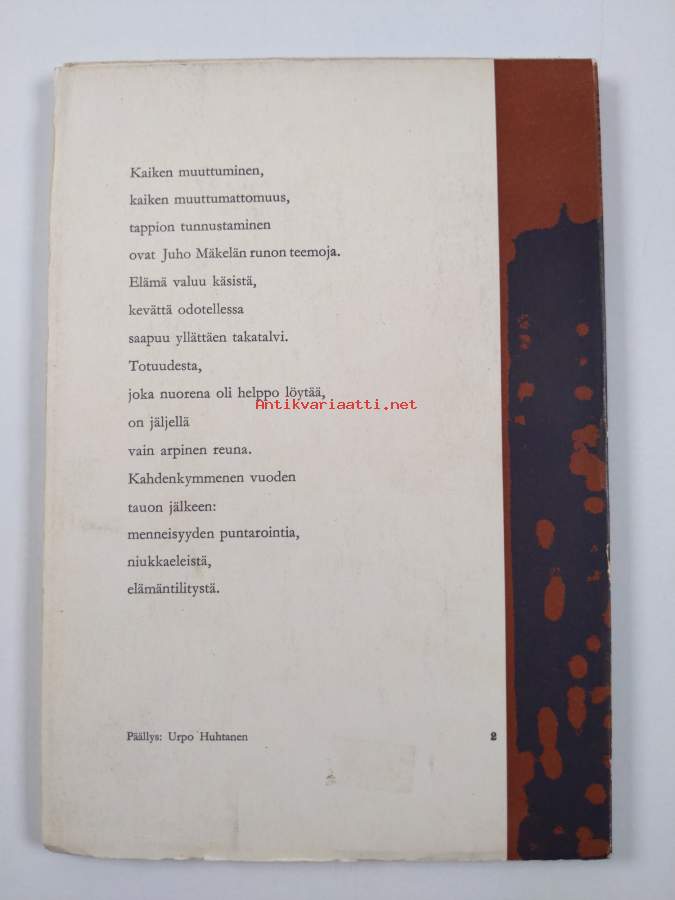 Kaiken muuttuminen,
kaiken muuttumattomuus,
tappion tunnustaminen
ovat Juho Mäkelän runon teemoja.
Elämä valuu käsistä,
kevättä odotellessa
saapuu yllättäen takatalvi.
Totuudesta,
joka nuorena oli helppo löytää,
Antikvariaatti.net
on jäljellä
vain arpinen reuna.
Kahdenkymmenen vuoden
tauon jälkeen:
menneisyyden puntarointia,
niukkaeleistä,
elämäntilitystä.
Päällys: Urpo Huhtanen 2